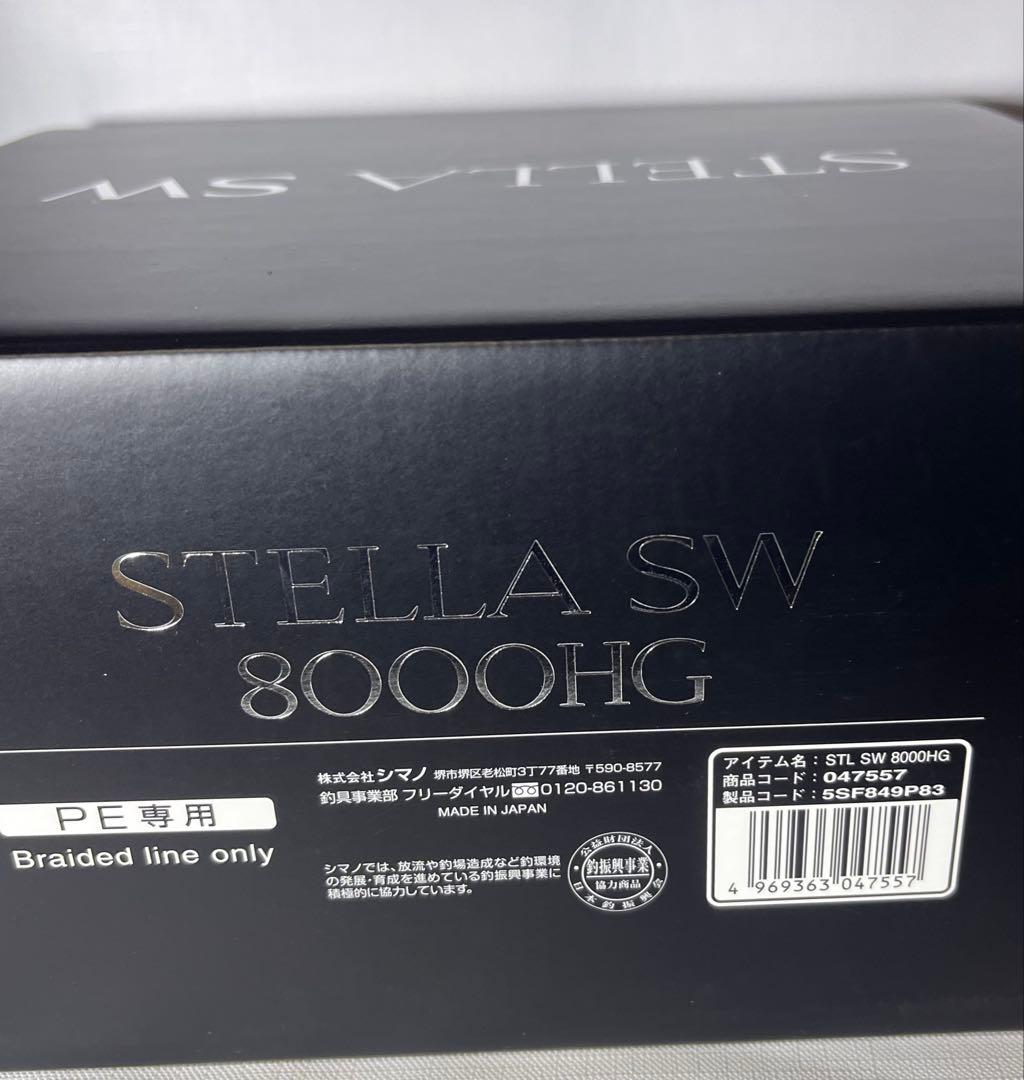 STELLA SW
STELLA SW
8000HG
PE専用
Braided line only
株式会社シマノ 堺市堺区老松町3丁77番地 〒590-8577
釣具事業部 フリーダイヤル 0120-861130
MADE IN JAPAN
シマノでは、放流や釣場造成など釣環境
の発展・育成を進めている釣振興事業に
積極的に協力しています。
公益財団法人
釣振興事業
協力商品
日本釣振興会
アイテム名：STL SW 8000HG
商品コード：047557
製品コード：5SF849P83
4 969363 047557